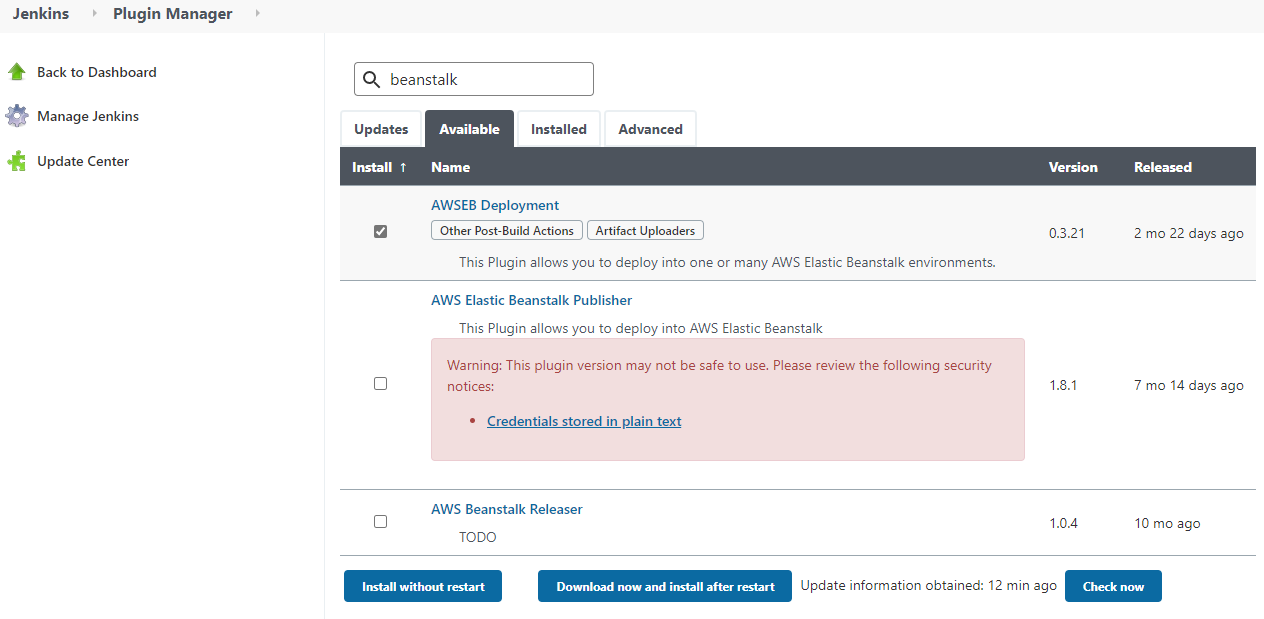 Jenkins Plugin Manager
Back to Dashboard
Manage Jenkins
Update Center
beanstalk
Updates Available Installed Advanced
Install ↑ Name Version Released
AWSEB Deployment
Other Post-Build Actions Artifact Uploaders
0.3.21 2 mo 22 days ago
This Plugin allows you to deploy into one or many AWS Elastic Beanstalk environments.
AWS Elastic Beanstalk Publisher
This Plugin allows you to deploy into AWS Elastic Beanstalk
Warning: This plugin version may not be safe to use. Please review the following security
notices:
1.8.1 7 mo 14 days ago
• Credentials stored in plain text
AWS Beanstalk Releaser
1.0.4 10 mo ago
TODO
Install without restart Download now and install after restart Update information obtained: 12 min ago Check now